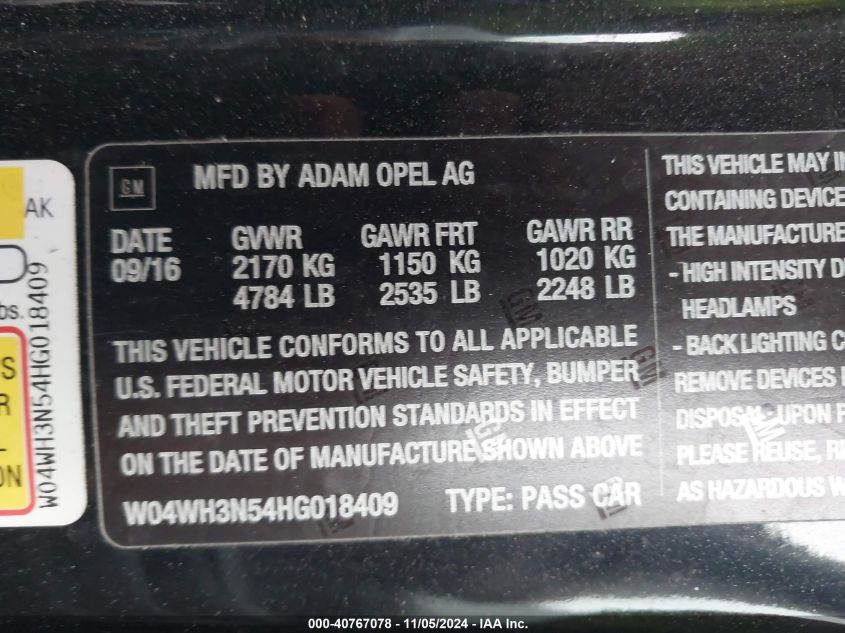 GM
MFD BY ADAM OPEL AG
DATE GVWR GAWR FRT GAWR RR
09/16 2170 KG 1150 KG 1020 KG
4784 LB 2535 LB 2248 LB
THIS VEHICLE CONFORMS TO ALL APPLICABLE
U.S. FEDERAL MOTOR VEHICLE SAFETY, BUMPER
AND THEFT PREVENTION STANDARDS IN EFFECT
ON THE DATE OF MANUFACTURE SHOWN ABOVE
W04WH3N54HG018409 TYPE: PASS CAR
THIS VEHICLE MAY IN
CONTAINING DEVICE
THE MANUFACTURE
- HIGH INTENSITY D
HEADLAMPS
- BACK LIGHTING C
REMOVE DEVICES
DISPOSAL UPON
PLEASE REUSE, RE
AS HAZARDOUS W
AK
bs.
S
R
L
ON
W04WH3N54HG018409
000-40767078 - 11/05/2024 - IAA Inc.